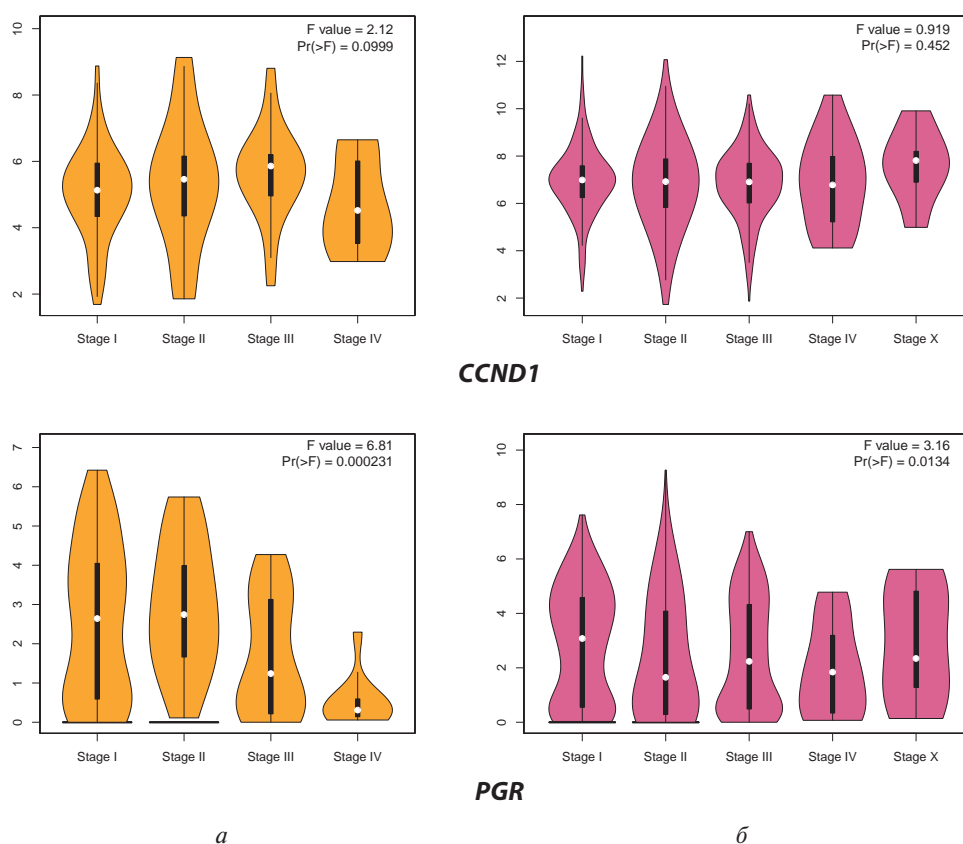 F value = 2.12
Pr(>F) = 0.0999
10
8
6
4
2
Stage I Stage II Stage III Stage IV
F value = 0.919
Pr(>F) = 0.452
12
10
8
6
4
2
Stage I Stage II Stage III Stage IV Stage X
CCND1
F value = 6.81
Pr(>F) = 0.000231
7
6
5
4
3
2
1
0
Stage I Stage II Stage III Stage IV
F value = 3.16
Pr(>F) = 0.0134
10
8
6
4
2
0
Stage I Stage II Stage III Stage IV Stage X
PGR
а б